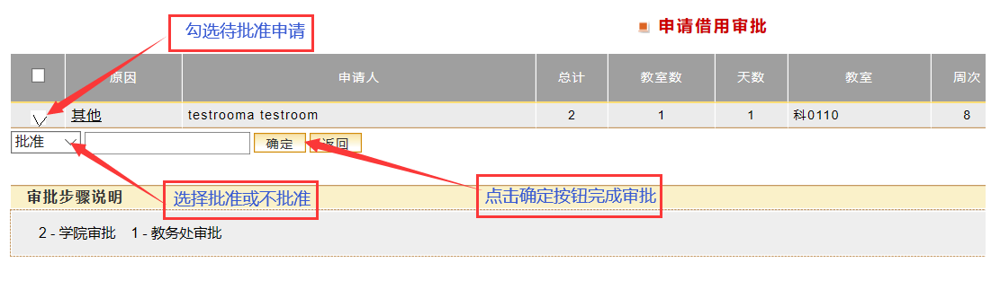 勾选待批准申请
申请借用审批
原因 申请人 总计 教室数 天数 教室 周次
其他 testrooma testroom 2 1 1 科0110 8
批准 确定 返回
审批步骤说明
选择批准或不批准
点击确定按钮完成审批
2 - 学院审批 1 - 教务处审批